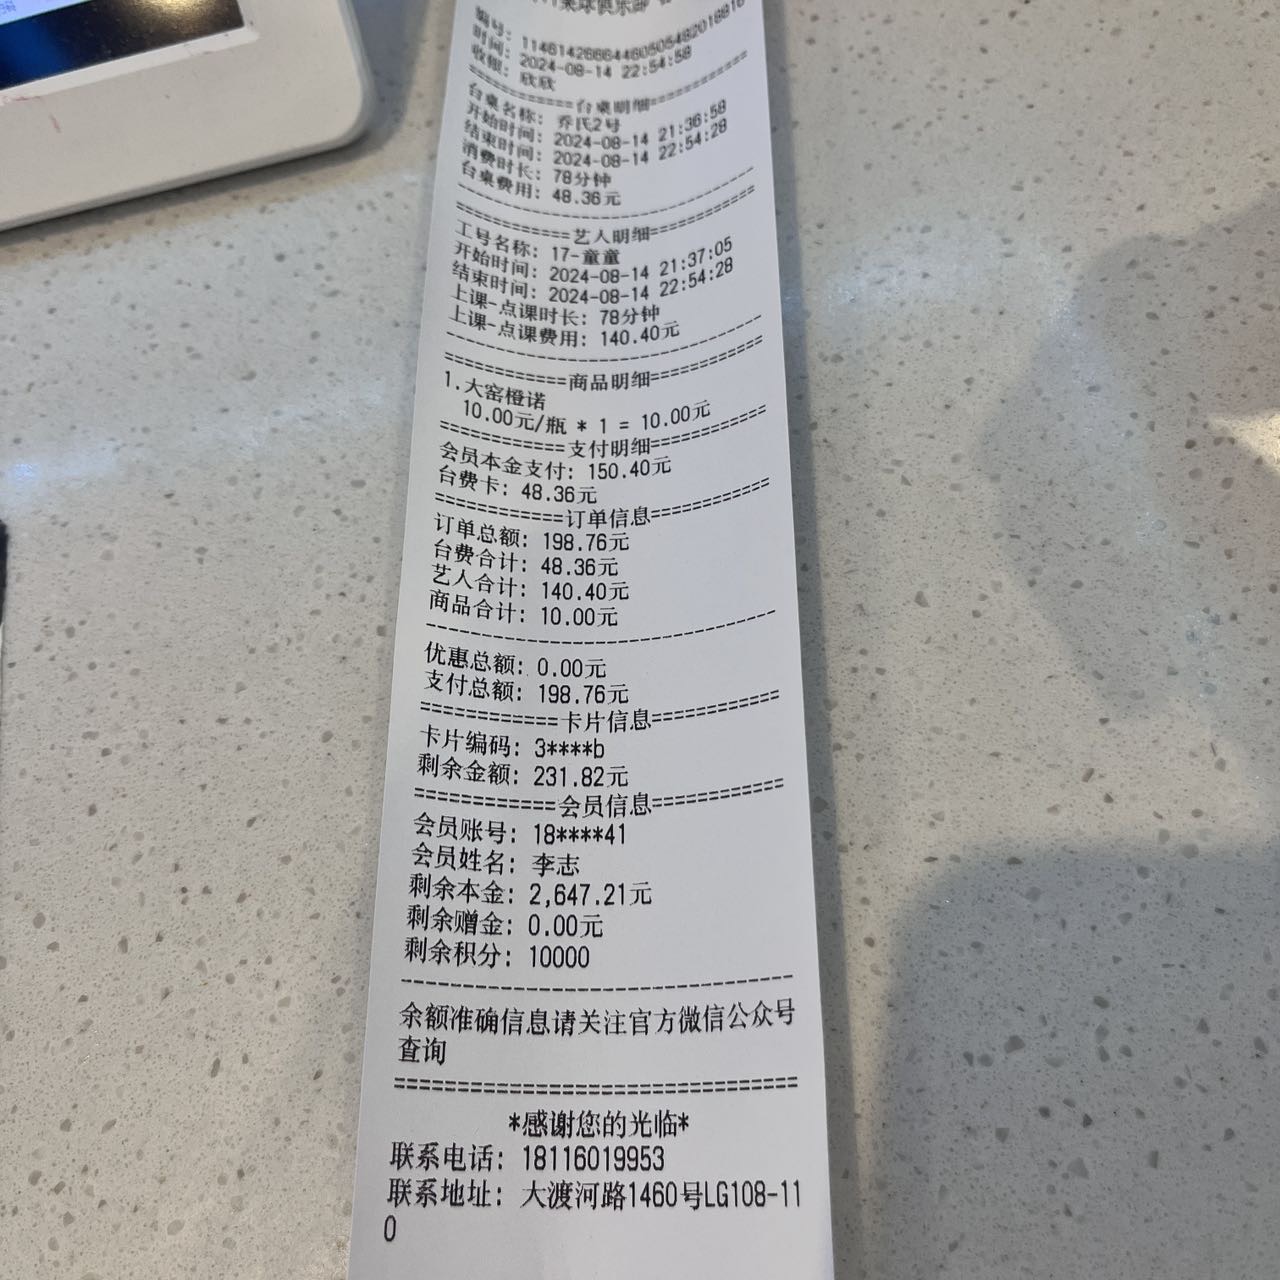 桌球俱乐部
编号: 11461426664460505482018816
时间: 2024-08-14 22:54:58
收银: 欣欣
===========台桌明细===========
台桌名称: 乔氏2号
开始时间: 2024-08-14 21:36:58
结束时间: 2024-08-14 22:54:28
消费时长: 78分钟
台桌费用: 48.36元
===========艺人明细===========
工号名称: 17-童童
开始时间: 2024-08-14 21:37:05
结束时间: 2024-08-14 22:54:28
上课-点课时长: 78分钟
上课-点课费用: 140.40元
===========商品明细===========
1.大窑橙诺
10.00元/瓶 * 1 = 10.00元
===========支付明细===========
会员本金支付: 150.40元
台费卡: 48.36元
===========订单信息===========
订单总额: 198.76元
台费合计: 48.36元
艺人合计: 140.40元
商品合计: 10.00元
优惠总额: 0.00元
支付总额: 198.76元
===========卡片信息===========
卡片编码: 3****b
剩余金额: 231.82元
===========会员信息===========
会员账号: 18****41
会员姓名: 李志
剩余本金: 2,647.21元
剩余赠金: 0.00元
剩余积分: 10000
余额准确信息请关注官方微信公众号
查询
*感谢您的光临*
联系电话: 18116019953
联系地址: 大渡河路1460号LG108-11
0